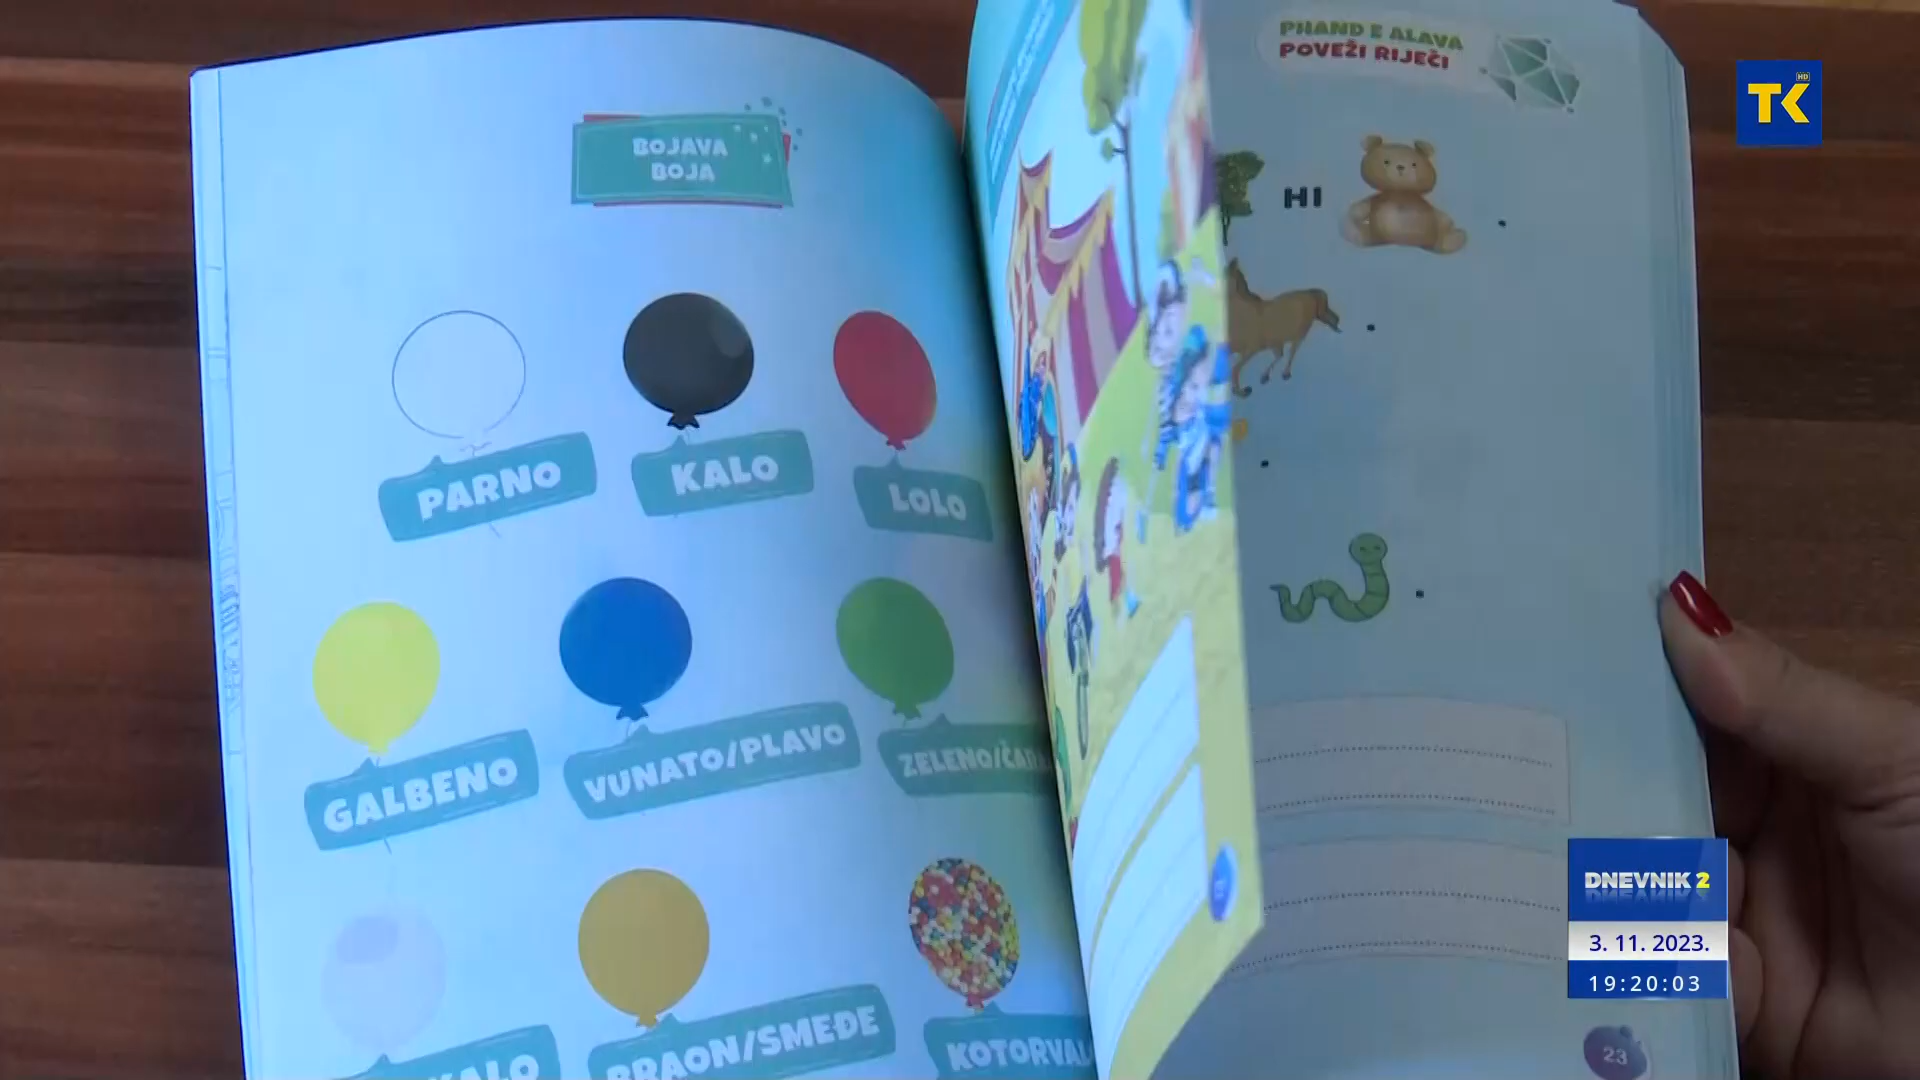 BOJAVA
BOJA
PARNO
KALO
LOLO
GALBENO
VUNATO/PLAVO
BRAON/SMEĐE
PHAND E ALAVA
POVEŽI RIJEČI
HI
23
TK
HD
DNEVNIK 2
3. 11. 2023.
19:20:03